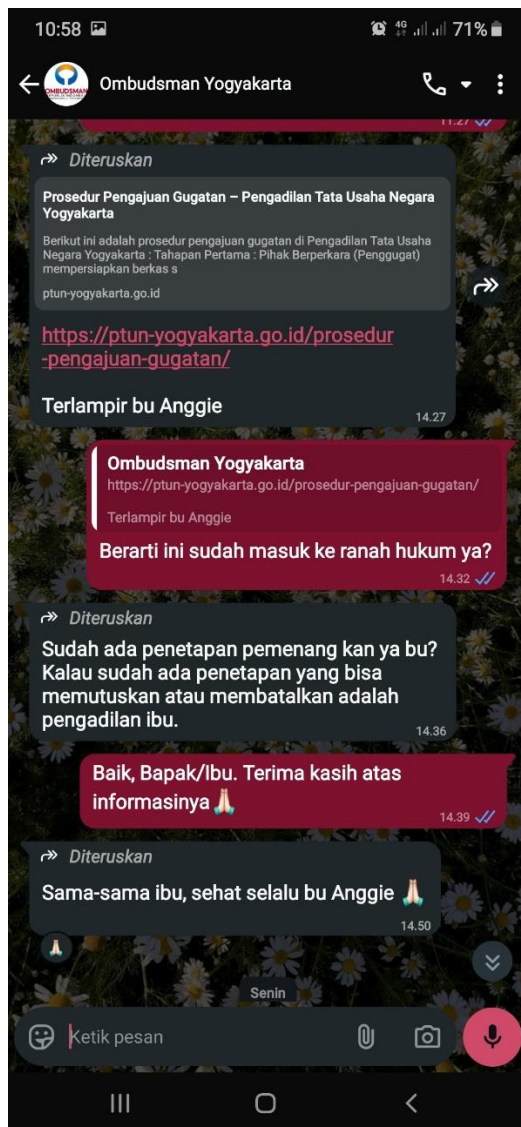 10:58
4G
71%
OMBUDSMAN
Ombudsman Yogyakarta
11.27
Diteruskan
Prosedur Pengajuan Gugatan – Pengadilan Tata Usaha Negara
Yogyakarta
Berikut ini adalah prosedur pengajuan gugatan di Pengadilan Tata Usaha
Negara Yogyakarta : Tahapan Pertama : Pihak Berperkara (Penggugat)
mempersiapkan berkas s
ptun-yogyakarta.go.id
https://ptun-yogyakarta.go.id/prosedur
-pengajuan-gugatan/
Terlampir bu Anggie
14.27
Ombudsman Yogyakarta
https://ptun-yogyakarta.go.id/prosedur-pengajuan-gugatan/
Terlampir bu Anggie
Berarti ini sudah masuk ke ranah hukum ya?
14.32
Diteruskan
Sudah ada penetapan pemenang kan ya bu?
Kalau sudah ada penetapan yang bisa
memutuskan atau membatalkan adalah
pengadilan ibu.
14.36
Baik, Bapak/Ibu. Terima kasih atas
informasinya🙏🏻
14.39
Diteruskan
Sama-sama ibu, sehat selalu bu Anggie 🙏🏻
14.50
🙏🏻
Senin
Ketik pesan